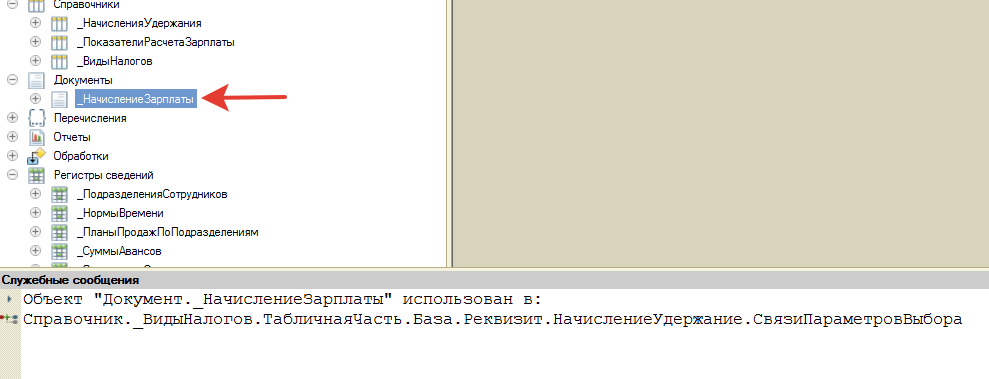 Справочники
_НачисленияУдержания
_ПоказателиРасчетаЗарплаты
_ВидыНалогов
Документы
_НачислениеЗарплаты
Перечисления
Отчеты
Обработки
Регистры сведений
_ПодразделенияСотрудников
_НормыВремени
_ПланыПродажПоПодразделениям
_СуммыАвансов
Служебные сообщения
Объект "Документ._НачислениеЗарплаты" использован в:
Справочник._ВидыНалогов.ТабличнаяЧасть.База.Реквизит.НачислениеУдержание.СвязиПараметровВыбора